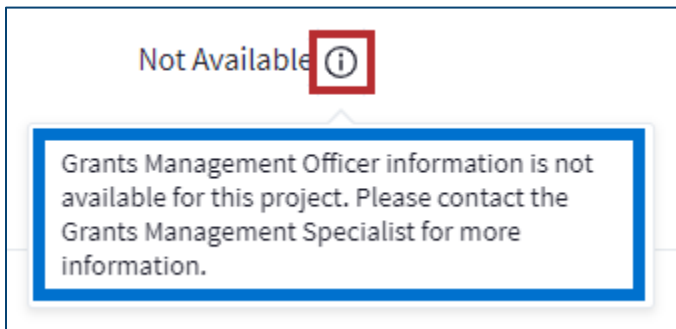 Not Available
Grants Management Officer information is not
available for this project. Please contact the
Grants Management Specialist for more
information.